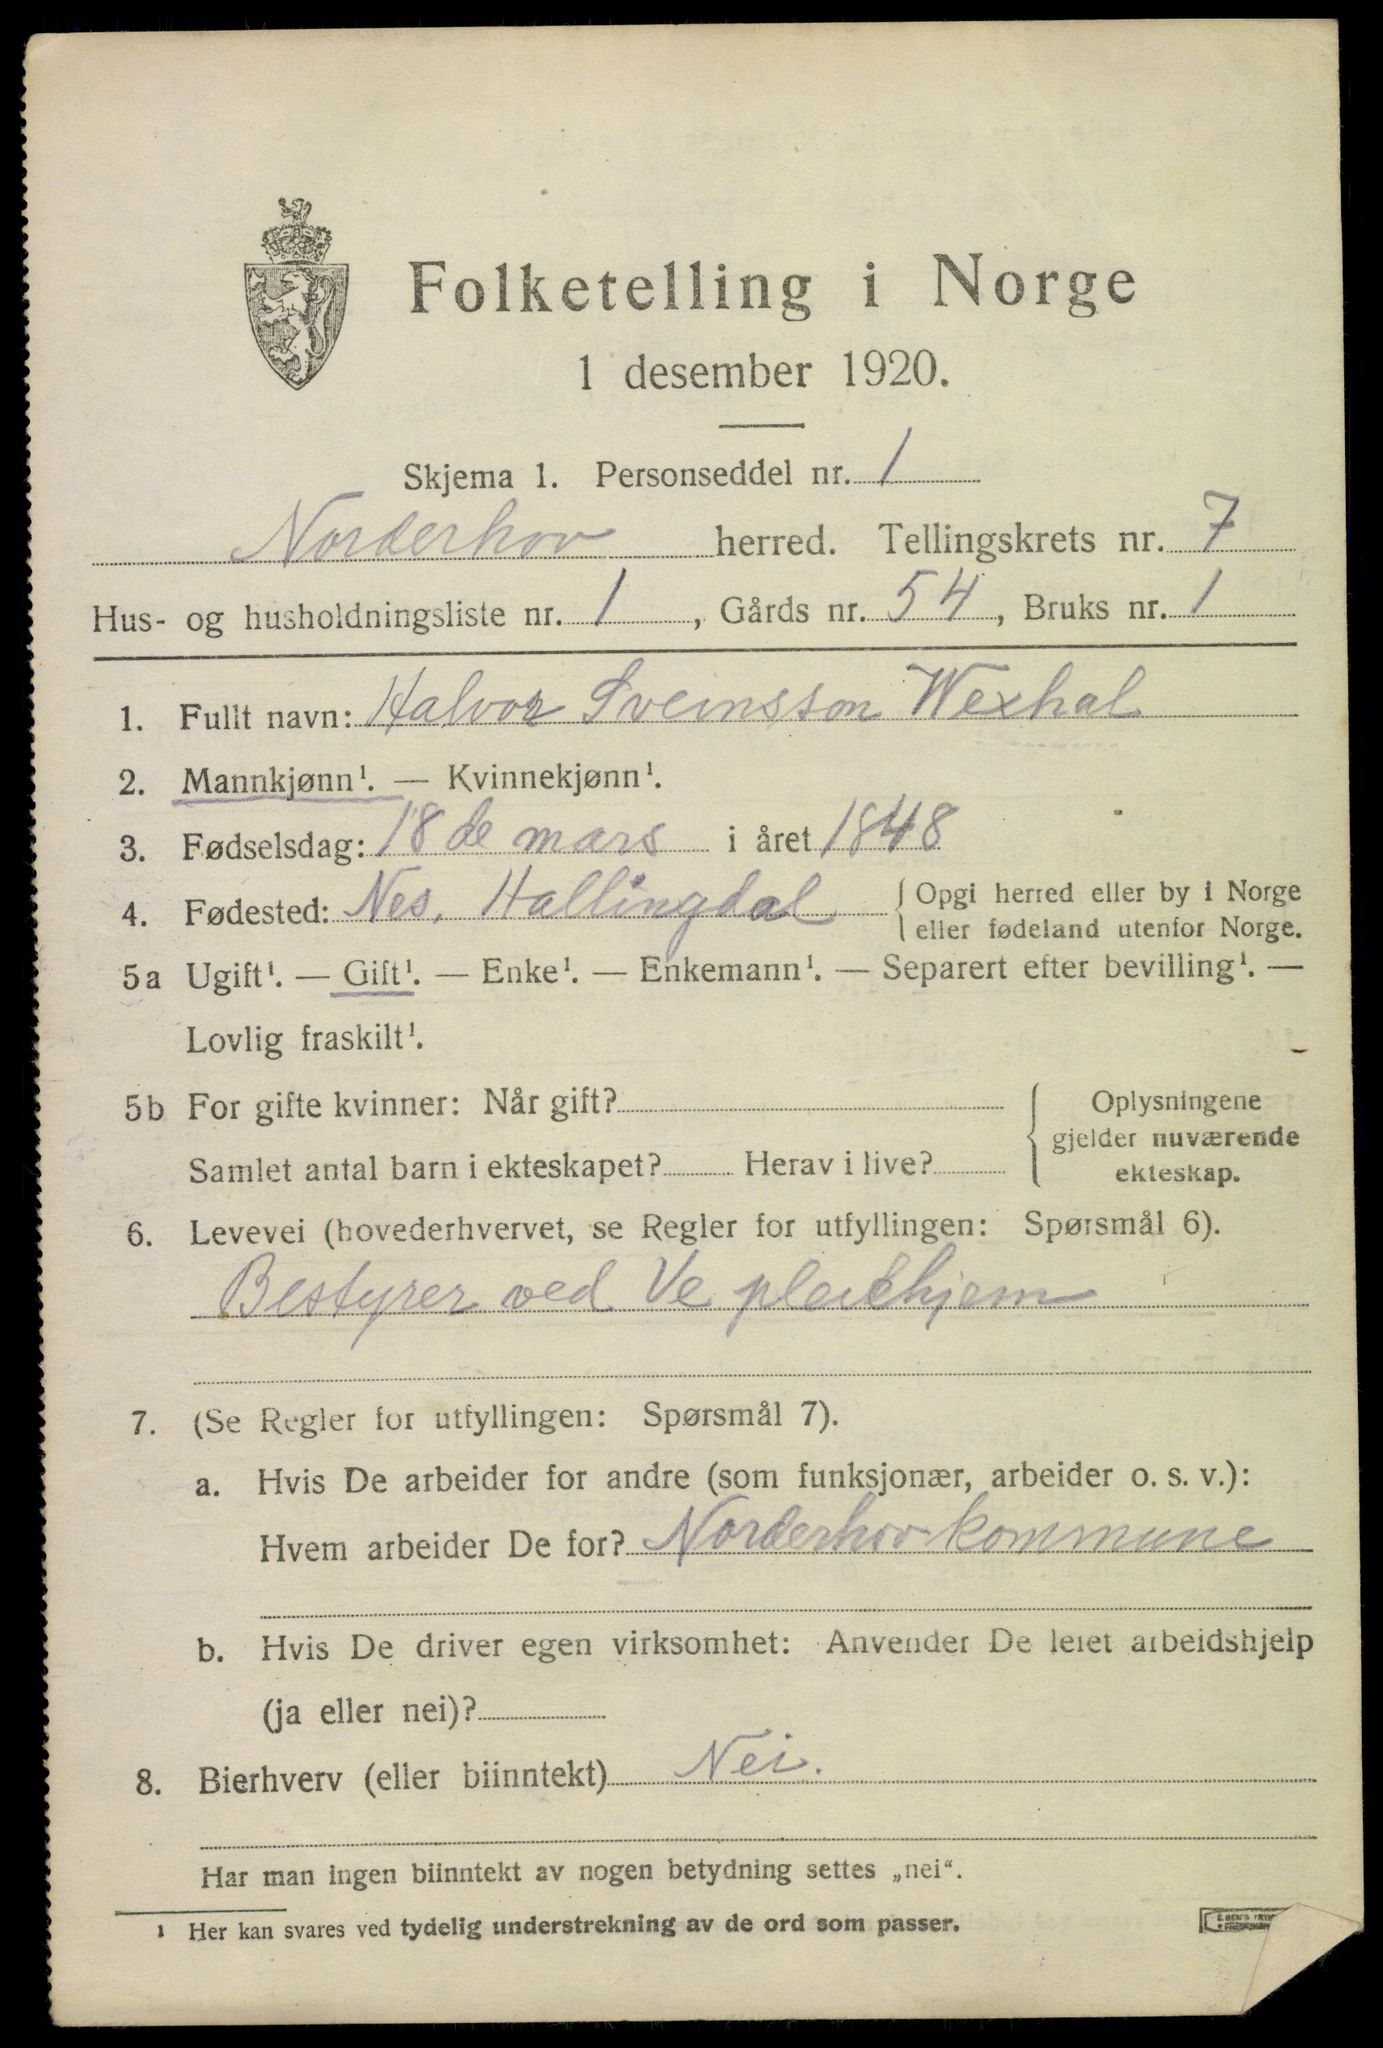 Folketelling i Norge
1 desember 1920.
Skjema 1. Personseddel nr. 1
Norderhov herred. Tellingskrets nr. 7
Hus- og husholdningsliste nr. 1, Gårds nr. 54, Bruks nr. 1
1. Fullt navn: Halvor Sveinsson Wexhal
2. Mannkjønn¹. — Kvinnekjønn¹.
3. Fødselsdag: 18de mars i året 1848
4. Fødested: Nes, Hallingdal { Opgi herred eller by i Norge
eller fødeland utenfor Norge.
5a Ugift¹. — Gift¹. — Enke¹. — Enkemann¹. — Separert efter bevilling¹. —
Lovlig fraskilt¹.
5b For gifte kvinner: Når gift? { Oplysningene
gjelder nuværende
Samlet antal barn i ekteskapet? Herav i live?
ekteskap.
6. Levevei (hovederhvervet, se Regler for utfyllingen: Spørsmål 6).
Bestyrer ved Ve pleiehjem
7. (Se Regler for utfyllingen: Spørsmål 7).
a. Hvis De arbeider for andre (som funksjonær, arbeider o. s. v.):
Hvem arbeider De for? Norderhov kommune
b. Hvis De driver egen virksomhet: Anvender De leiet arbeidshjelp
(ja eller nei)?
8. Bierhverv (eller biinntekt) Nei.
Har man ingen biinntekt av nogen betydning settes „nei“.
¹ Her kan svares ved tydelig understrekning av de ord som passer.